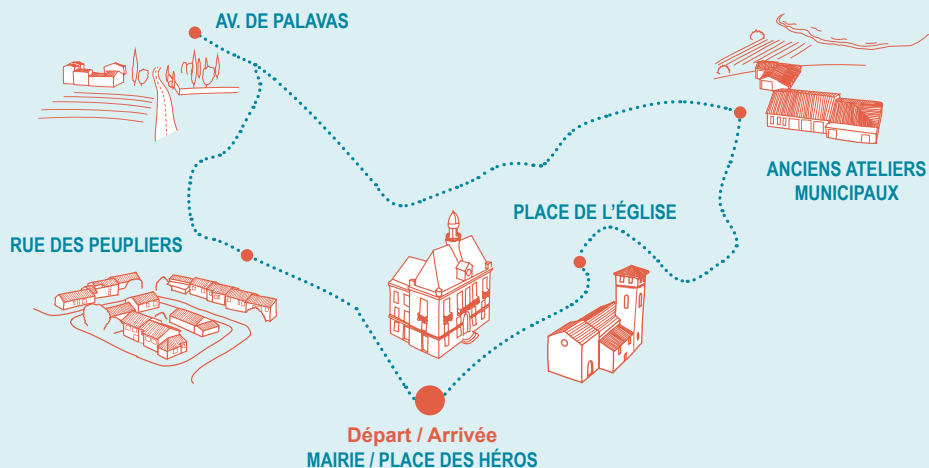 AV. DE PALAVAS
ANCIENS ATELIERS
MUNICIPAUX
PLACE DE L'ÉGLISE
RUE DES PEUPLIERS
Départ / Arrivée
MAIRIE / PLACE DES HÉROS